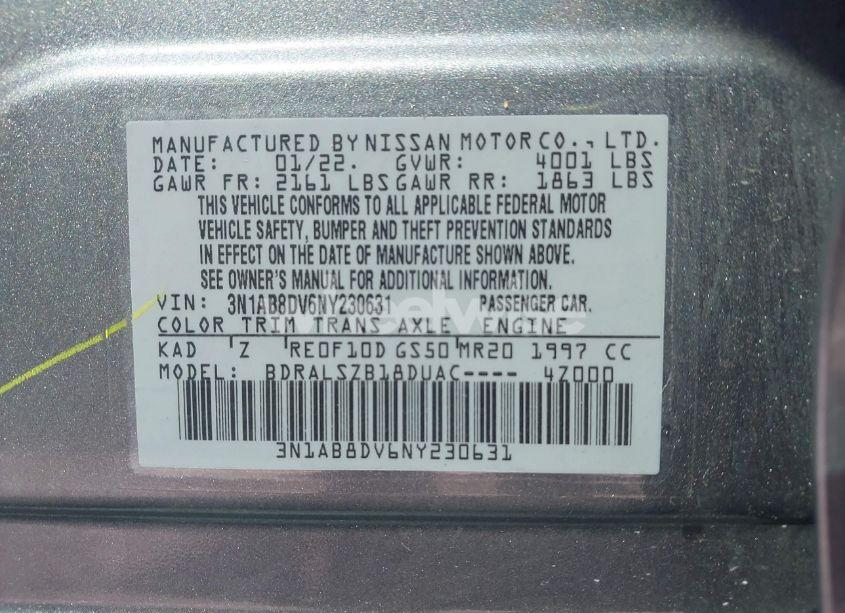 MANUFACTURED BY NISSAN MOTOR CO., LTD.
DATE: 01/22. GVWR: 4001 LBS
GAWR FR: 2161 LBS GAWR RR: 1863 LBS
THIS VEHICLE CONFORMS TO ALL APPLICABLE FEDERAL MOTOR
VEHICLE SAFETY, BUMPER AND THEFT PREVENTION STANDARDS
IN EFFECT ON THE DATE OF MANUFACTURE SHOWN ABOVE.
SEE OWNER'S MANUAL FOR ADDITIONAL INFORMATION.
VIN: 3N1AB8DV6NY230631 PASSENGER CAR.
COLOR TRIM TRANS AXLE ENGINE
KAD Z RE0F10D GS50 MR20 1997 CC
MODEL: BDRALSZB18DUAC---- 4Z000
3N1AB8DV6NY230631